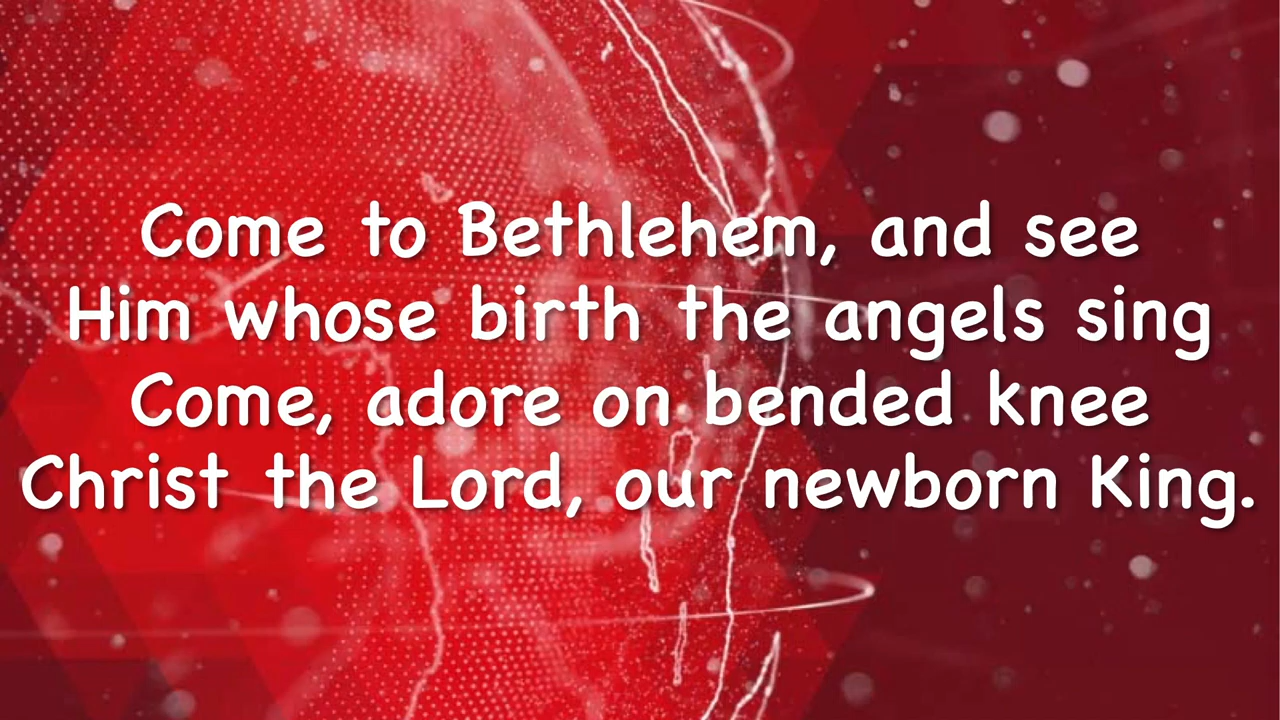 Come to Bethlehem, and see
Him whose birth the angels sing
Come, adore on bended knee
Christ the Lord, our newborn King.